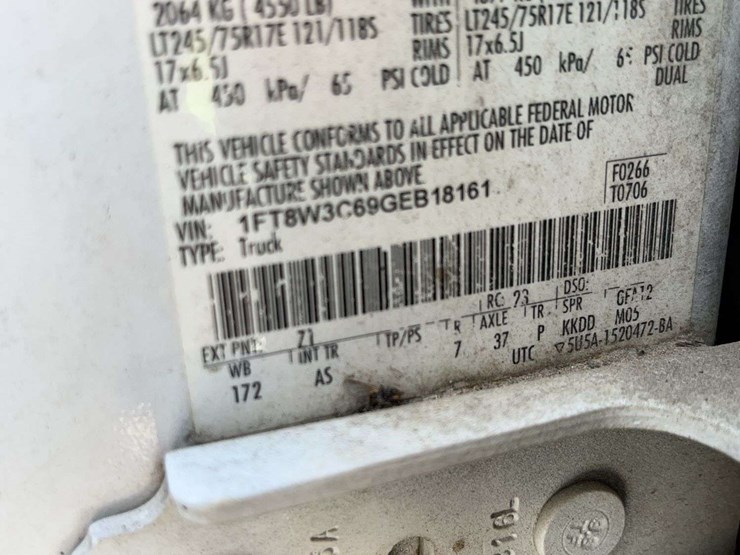 2064 KG ( 4550 LB)
LT245/75R17E 121/118S TIRES LT245/75R17E 121/118S TIRES
17x6.5J RIMS 17x6.5J RIMS
AT 450 kPa/ 65 PSI COLD AT 450 kPa/ 65 PSI COLD
DUAL
THIS VEHICLE CONFORMS TO ALL APPLICABLE FEDERAL MOTOR
VEHICLE SAFETY STANDARDS IN EFFECT ON THE DATE OF
MANUFACTURE SHOWN ABOVE
VIN: 1FT8W3C69GEB18161
TYPE: Truck
F0266
T0706
EXT PNT: Z1 RC: 23 DSO:
WB INT TR TP/PS R AXLE TR SPR
172 AS 7 37 P KKDD M05
UTC ▽5U5A-1520472-BA